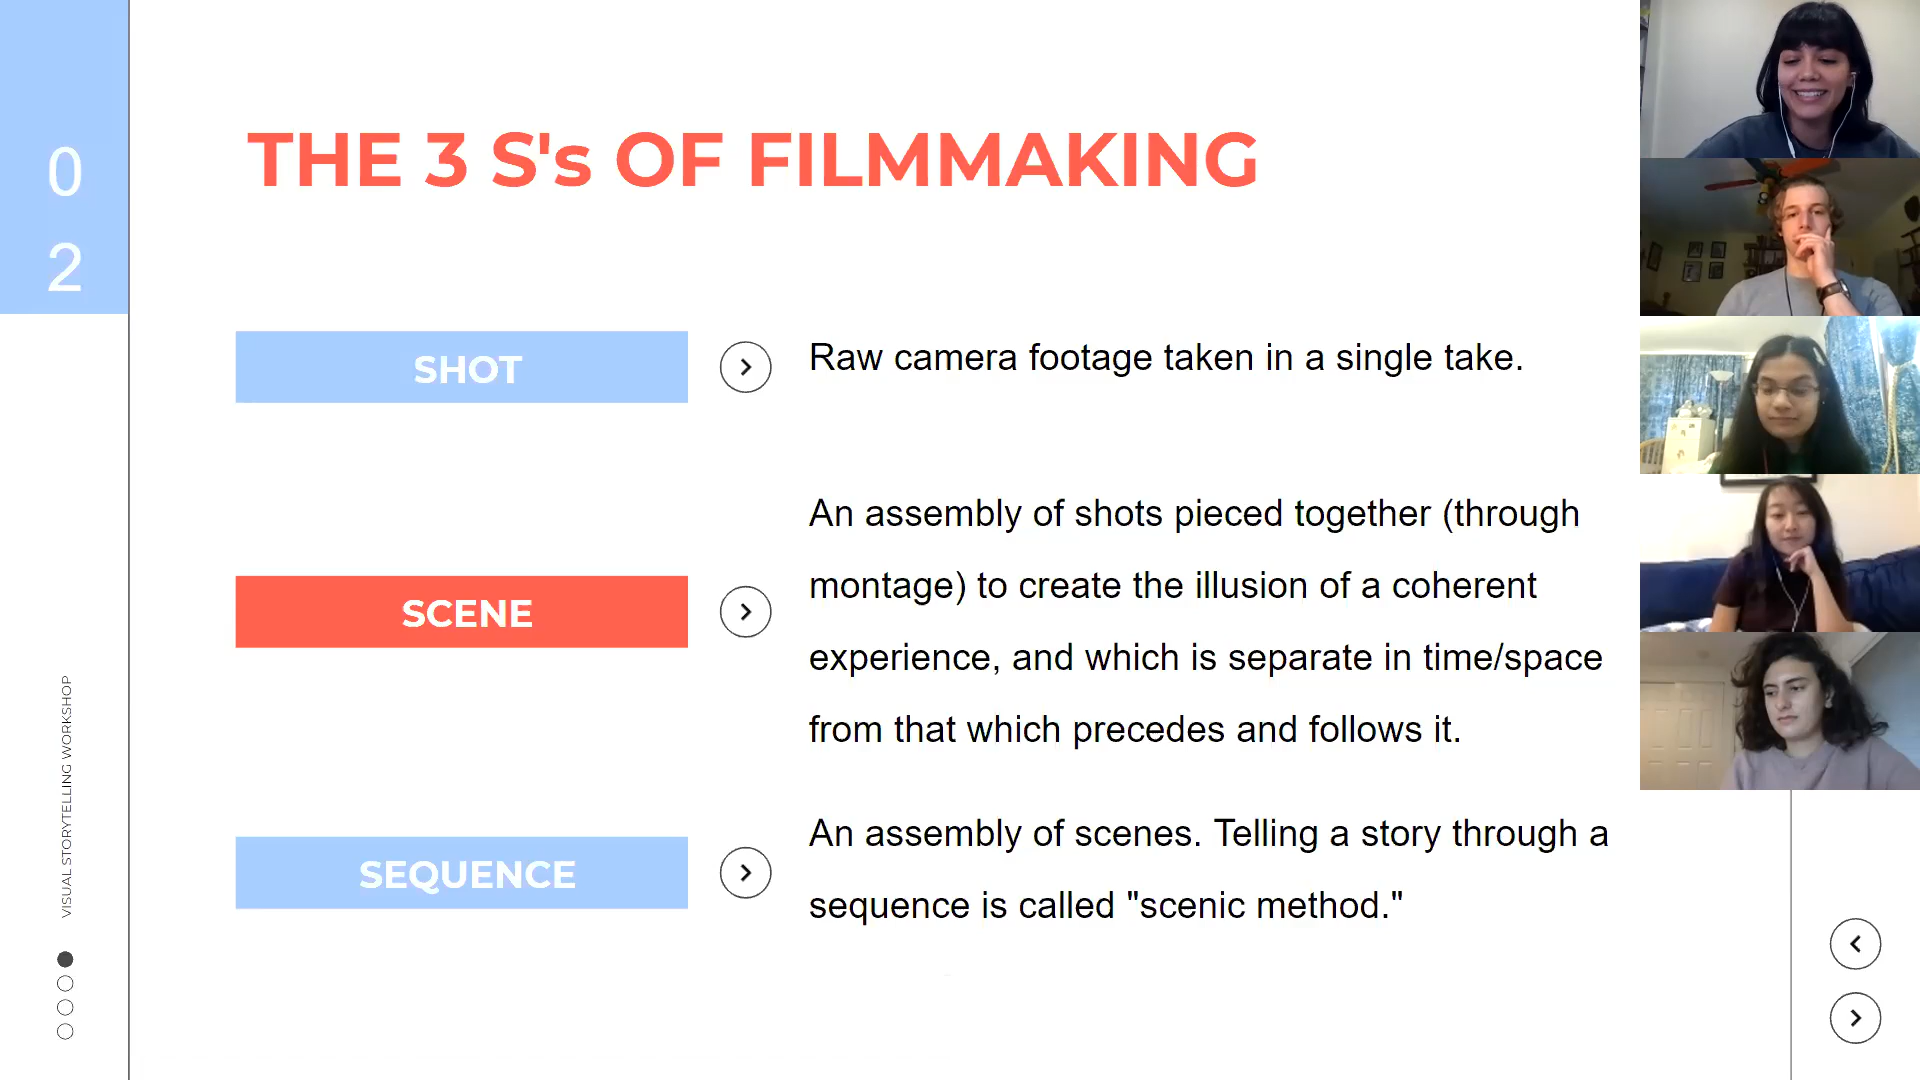 0
2
THE 3 S's OF FILMMAKING
SHOT
Raw camera footage taken in a single take.
SCENE
An assembly of shots pieced together (through
montage) to create the illusion of a coherent
experience, and which is separate in time/space
from that which precedes and follows it.
SEQUENCE
An assembly of scenes. Telling a story through a
sequence is called "scenic method."
VISUAL STORYTELLING WORKSHOP